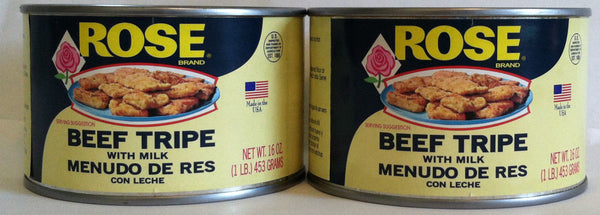 ROSE
BRAND
Made in the
USA
SERVING SUGGESTION
BEEF TRIPE
WITH MILK
MENUDO DE RES
CON LECHE
NET WT. 16 OZ.
(1 LB.) 453 GRAMS
ROSE
BRAND
Made in the
USA
SERVING SUGGESTION
BEEF TRIPE
WITH MILK
MENUDO DE RES
CON LECHE
NET WT. 16 OZ.
(1 LB.) 453 GRAMS